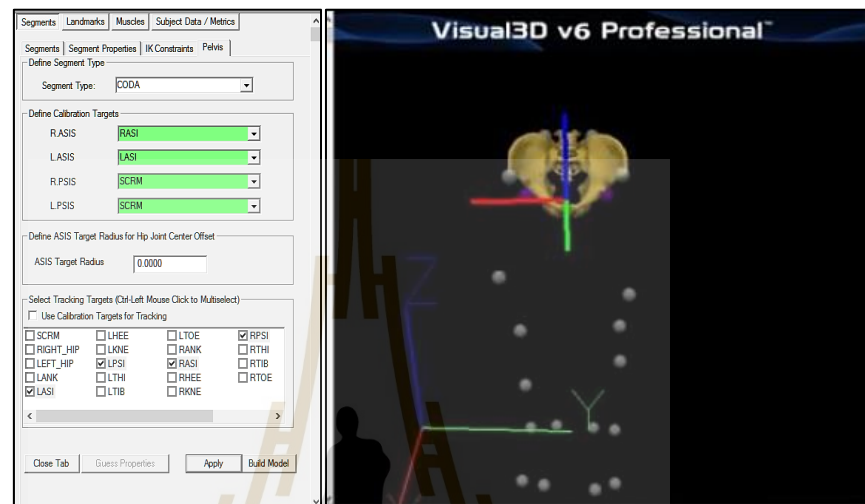 Segments Landmarks Muscles Subject Data / Metrics
Segments Segment Properties IK Constraints Pelvis
Define Segment Type
Segment Type: CODA
Define Calibration Targets
R.ASIS RASI
L.ASIS LASI
R.PSIS SCRM
L.PSIS SCRM
Define ASIS Target Radius for Hip Joint Center Offset
ASIS Target Radius 0.0000
Select Tracking Targets (Ctrl-Left Mouse Click to Multiselect)
Use Calibration Targets for Tracking
SCRM LHEE LTOE RPSI
RIGHT_HIP LKNE RANK RTHI
LEFT_HIP LPSI RASI RTIB
LANK LTHI RHEE RTOE
LASI LTIB RKNE
Close Tab Guess Properties Apply Build Model
Visual3D v6 Professional™
Z
Y